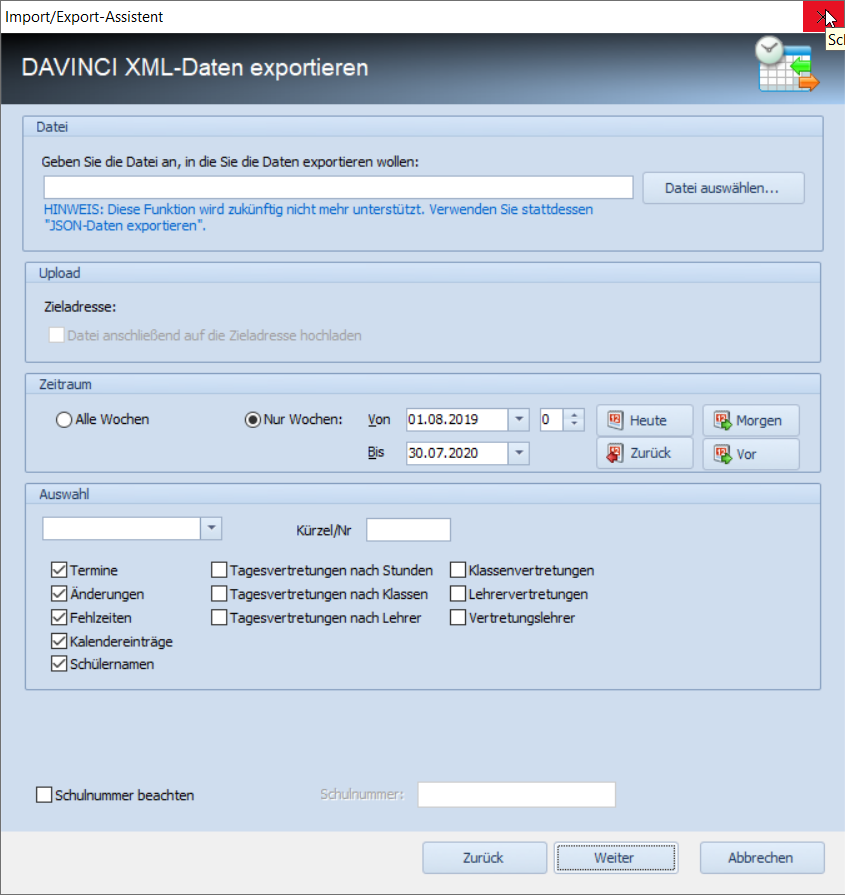 Import/Export-Assistent
Sc
DAVINCI XML-Daten exportieren
Datei
Geben Sie die Datei an, in die Sie die Daten exportieren wollen:
Datei auswählen...
HINWEIS: Diese Funktion wird zukünftig nicht mehr unterstützt. Verwenden Sie stattdessen
"JSON-Daten exportieren".
Upload
Zieladresse:
Datei anschließend auf die Zieladresse hochladen
Zeitraum
Alle Wochen Nur Wochen: Von 01.08.2019 0 Heute Morgen
Bis 30.07.2020 Zurück Vor
Auswahl
Kürzel/Nr
Termine Tagesvertretungen nach Stunden Klassenvertretungen
Änderungen Tagesvertretungen nach Klassen Lehrervertretungen
Fehlzeiten Tagesvertretungen nach Lehrer Vertretungslehrer
Kalendereinträge
Schülernamen
Schulnummer beachten Schulnummer:
Zurück Weiter Abbrechen